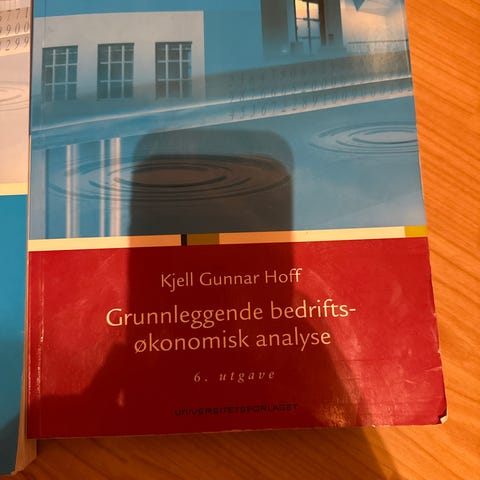 Kjell Gunnar Hoff
Grunnleggende bedrifts-
økonomisk analyse
6. utgave
UNIVERSITETSFORLAGET